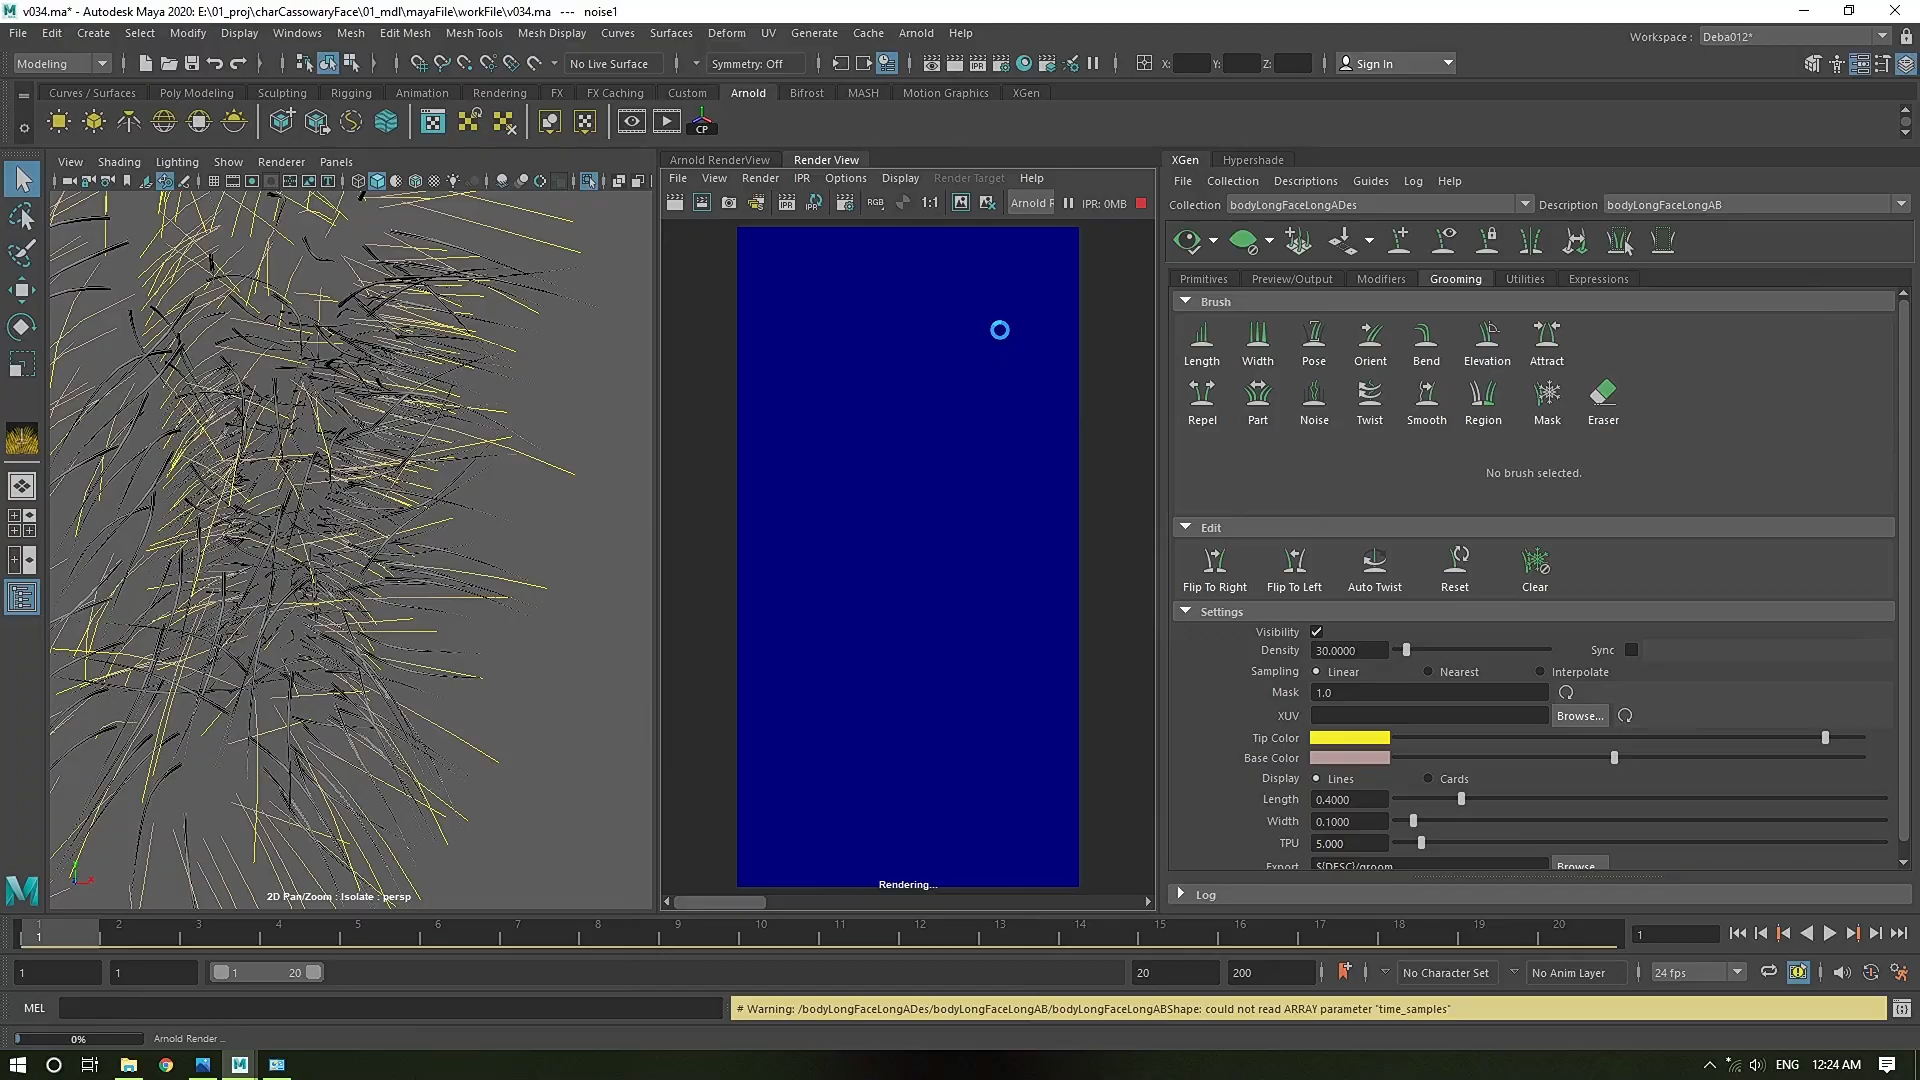 v034.ma* - Autodesk Maya 2020: E:\01_proj\charCassowaryFace\01_mdl\mayaFile\workFile\v034.ma --- noise1
File Edit Create Select Modify Display Windows Mesh Edit Mesh Mesh Tools Mesh Display Curves Surfaces Deform UV Generate Cache Arnold Help
Workspace : Deba012*
Modeling No Live Surface Symmetry: Off X: Y: Z: Sign In
Curves / Surfaces Poly Modeling Sculpting Rigging Animation Rendering FX FX Caching Custom Arnold Bifrost MASH Motion Graphics XGen
CP
View Shading Lighting Show Renderer Panels
Arnold RenderView Render View
File View Render IPR Options Display Render Target Help
IPR RGB 1:1 Arnold R IPR: 0MB
XGen Hypershade
File Collection Descriptions Guides Log Help
Collection bodyLongFaceLongADes Description bodyLongFaceLongAB
Primitives Preview/Output Modifiers Grooming Utilities Expressions
Brush
Length Width Pose Orient Bend Elevation Attract
Repel Part Noise Twist Smooth Region Mask Eraser
No brush selected.
Edit
Flip To Right Flip To Left Auto Twist Reset Clear
Settings
Visibility
Density 30.0000 Sync
Sampling Linear Nearest Interpolate
Mask 1.0
XUV Browse...
Tip Color
Base Color
Display Lines Cards
Length 0.4000
Width 0.1000
TPU 5.000
Export ${DESC}/groom Browse...
Log
Rendering...
2D Pan/Zoom : Isolate : persp
1 2 3 4 5 6 7 8 9 10 11 12 13 14 15 16 17 18 19 20
1 1
1 1 1 20 20 200 No Character Set No Anim Layer 24 fps
MEL # Warning: /bodyLongFaceLongADes/bodyLongFaceLongAB/bodyLongFaceLongABShape: could not read ARRAY parameter "time_samples"
0% Arnold Render ...
ENG 12:24 AM